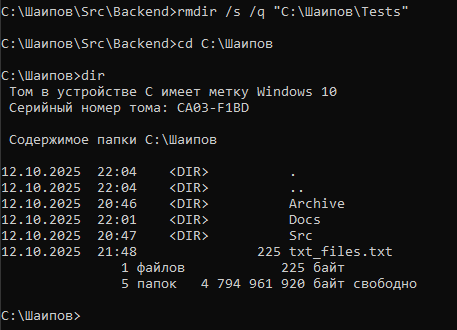 C:\Шаипов\Src\Backend>rmdir /s /q "C:\Шаипов\Tests"
C:\Шаипов\Src\Backend>cd C:\Шаипов
C:\Шаипов>dir
Том в устройстве C имеет метку Windows 10
Серийный номер тома: CA03-F1BD
Содержимое папки C:\Шаипов
12.10.2025  22:04    <DIR>          .
12.10.2025  22:04    <DIR>          ..
12.10.2025  20:46    <DIR>          Archive
12.10.2025  22:01    <DIR>          Docs
12.10.2025  20:47    <DIR>          Src
12.10.2025  21:48               225 txt_files.txt
1 файлов            225 байт
5 папок   4 794 961 920 байт свободно
C:\Шаипов>